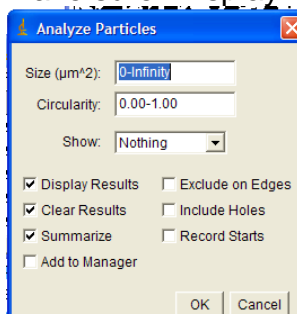 Analyze Particles
Size (µm^2): 0-Infinity
Circularity: 0.00-1.00
Show: Nothing
Display Results Exclude on Edges
Clear Results Include Holes
Summarize Record Starts
Add to Manager
OK Cancel